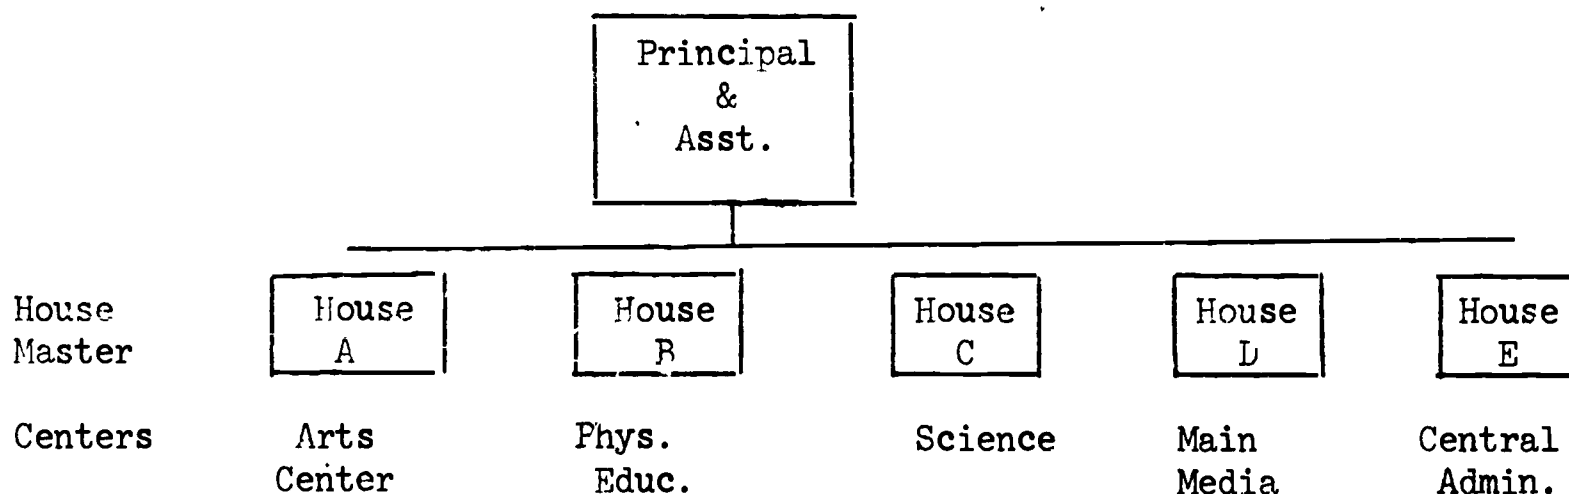 Principal
&
Asst.
House Master
House A
House B
House C
House D
House E
Centers
Arts Center
Phys. Educ.
Science
Main Media
Central Admin.